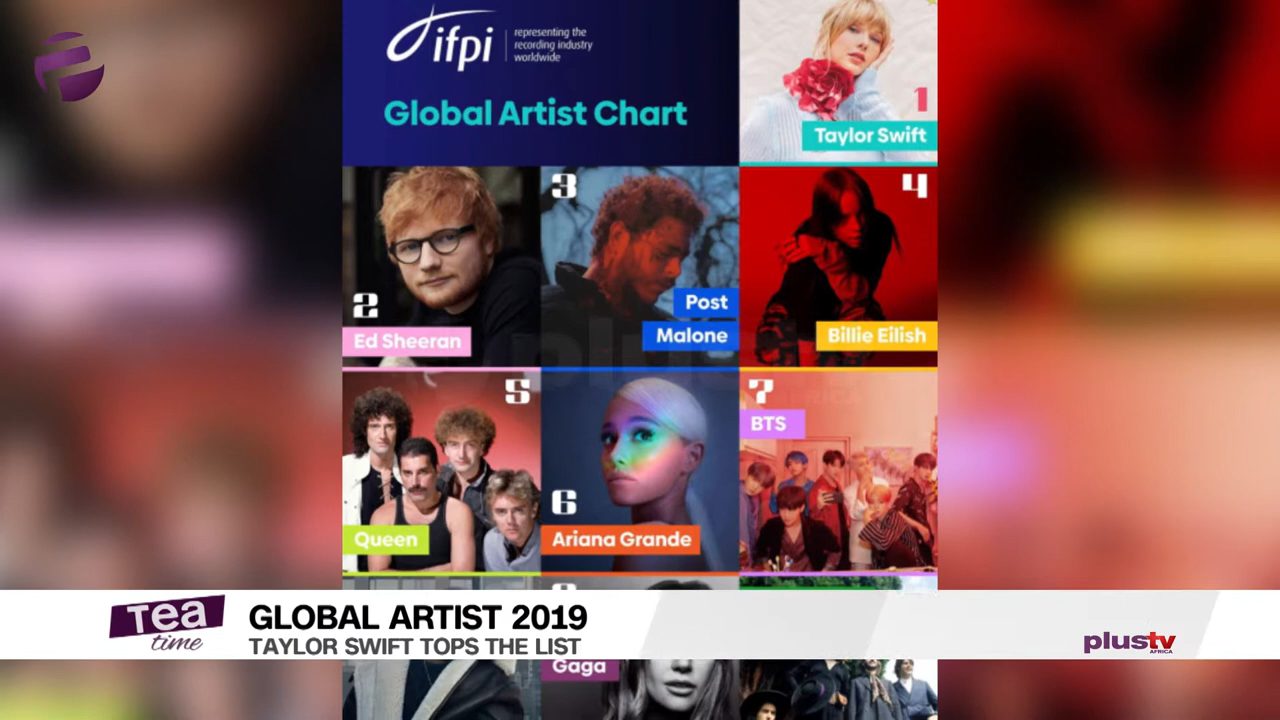 ifpi
representing the
recording industry
worldwide
Global Artist Chart
1
Taylor Swift
2
Ed Sheeran
3
Post
Malone
4
Billie Eilish
5
Queen
6
Ariana Grande
7
BTS
Gaga
Tea
time
GLOBAL ARTIST 2019
TAYLOR SWIFT TOPS THE LIST
plustv
AFRICA